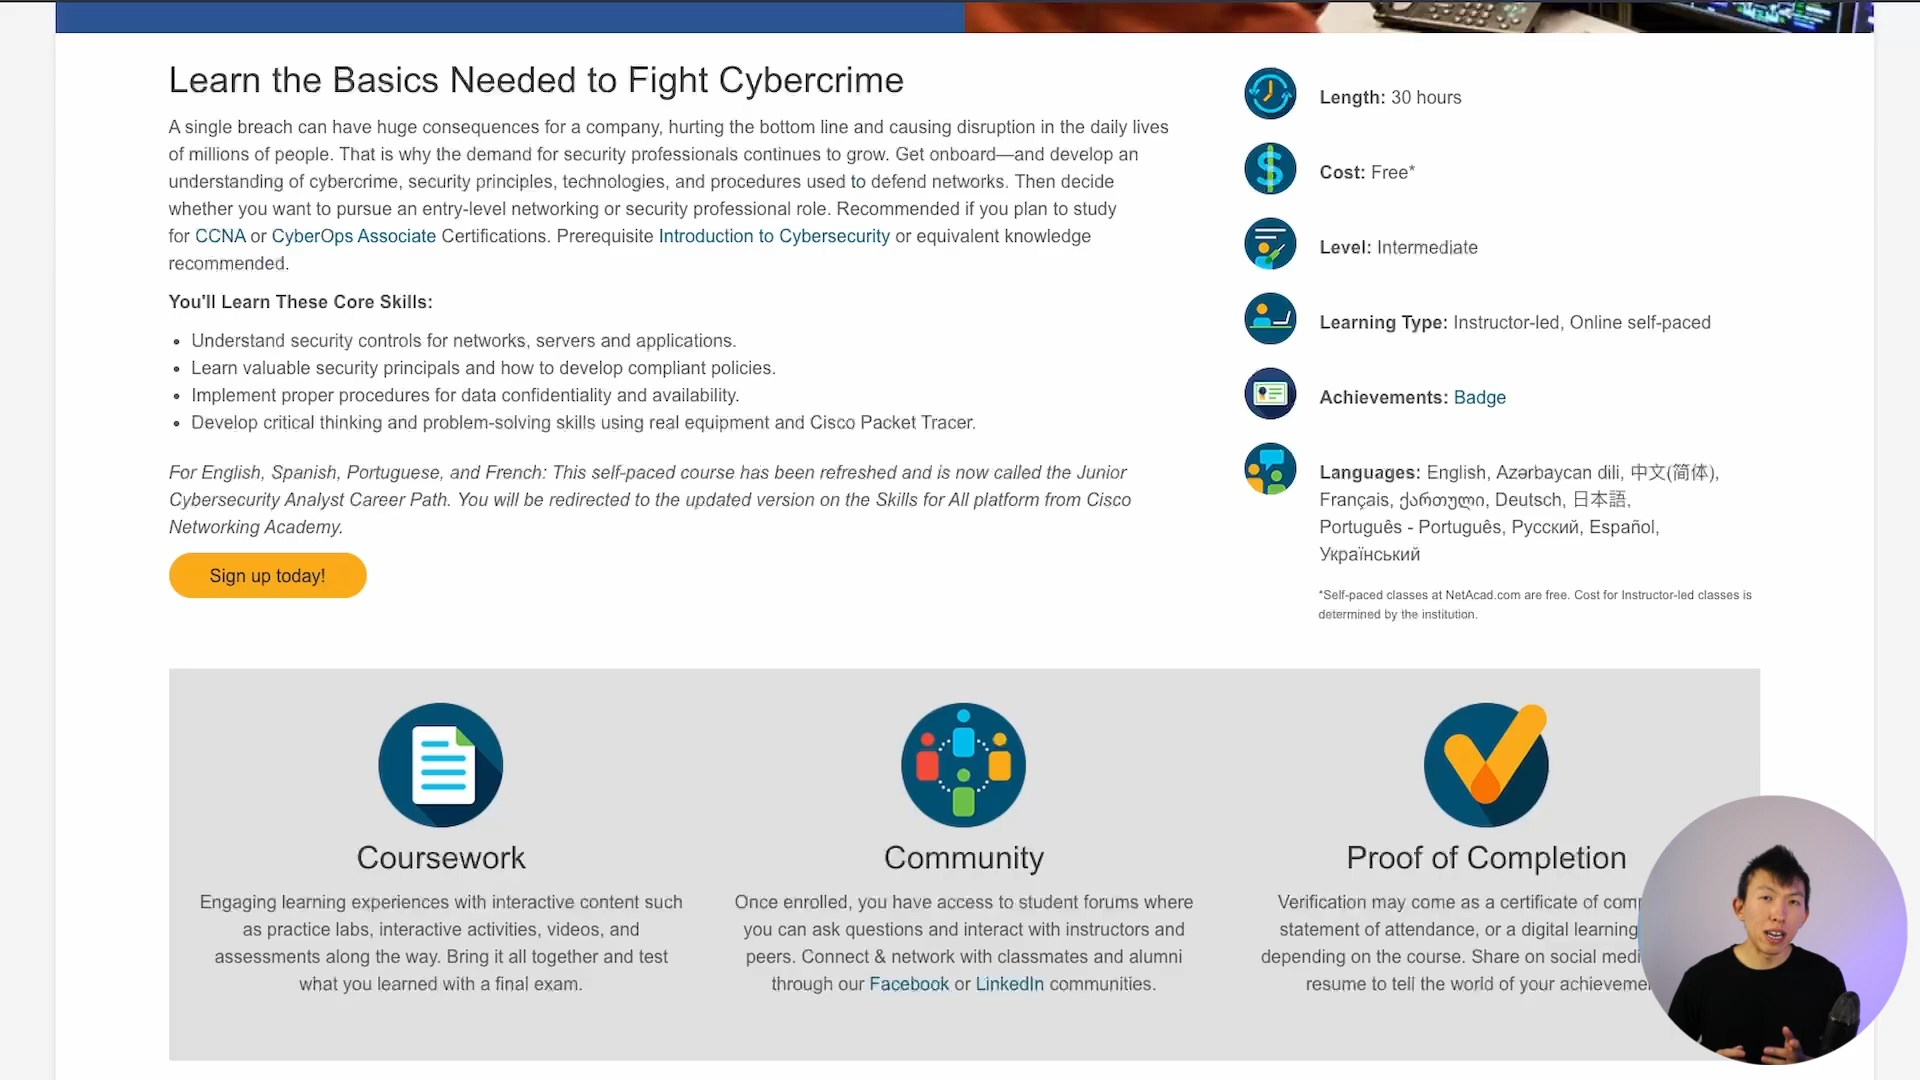 Learn the Basics Needed to Fight Cybercrime
A single breach can have huge consequences for a company, hurting the bottom line and causing disruption in the daily lives
of millions of people. That is why the demand for security professionals continues to grow. Get onboard—and develop an
understanding of cybercrime, security principles, technologies, and procedures used to defend networks. Then decide
whether you want to pursue an entry-level networking or security professional role. Recommended if you plan to study
for CCNA or CyberOps Associate Certifications. Prerequisite Introduction to Cybersecurity or equivalent knowledge
recommended.
You'll Learn These Core Skills:
• Understand security controls for networks, servers and applications.
• Learn valuable security principals and how to develop compliant policies.
• Implement proper procedures for data confidentiality and availability.
• Develop critical thinking and problem-solving skills using real equipment and Cisco Packet Tracer.
For English, Spanish, Portuguese, and French: This self-paced course has been refreshed and is now called the Junior
Cybersecurity Analyst Career Path. You will be redirected to the updated version on the Skills for All platform from Cisco
Networking Academy.
Sign up today!
Length: 30 hours
Cost: Free*
Level: Intermediate
Learning Type: Instructor-led, Online self-paced
Achievements: Badge
Languages: English, Azərbaycan dili, 中文(简体),
Français, ქართული, Deutsch, 日本語,
Português - Português, Русский, Español,
Український
*Self-paced classes at NetAcad.com are free. Cost for Instructor-led classes is
determined by the institution.
Coursework
Engaging learning experiences with interactive content such
as practice labs, interactive activities, videos, and
assessments along the way. Bring it all together and test
what you learned with a final exam.
Community
Once enrolled, you have access to student forums where
you can ask questions and interact with instructors and
peers. Connect & network with classmates and alumni
through our Facebook or LinkedIn communities.
Proof of Completion
Verification may come as a certificate of
statement of attendance, or a digital learning
depending on the course. Share on social
resume to tell the world of your